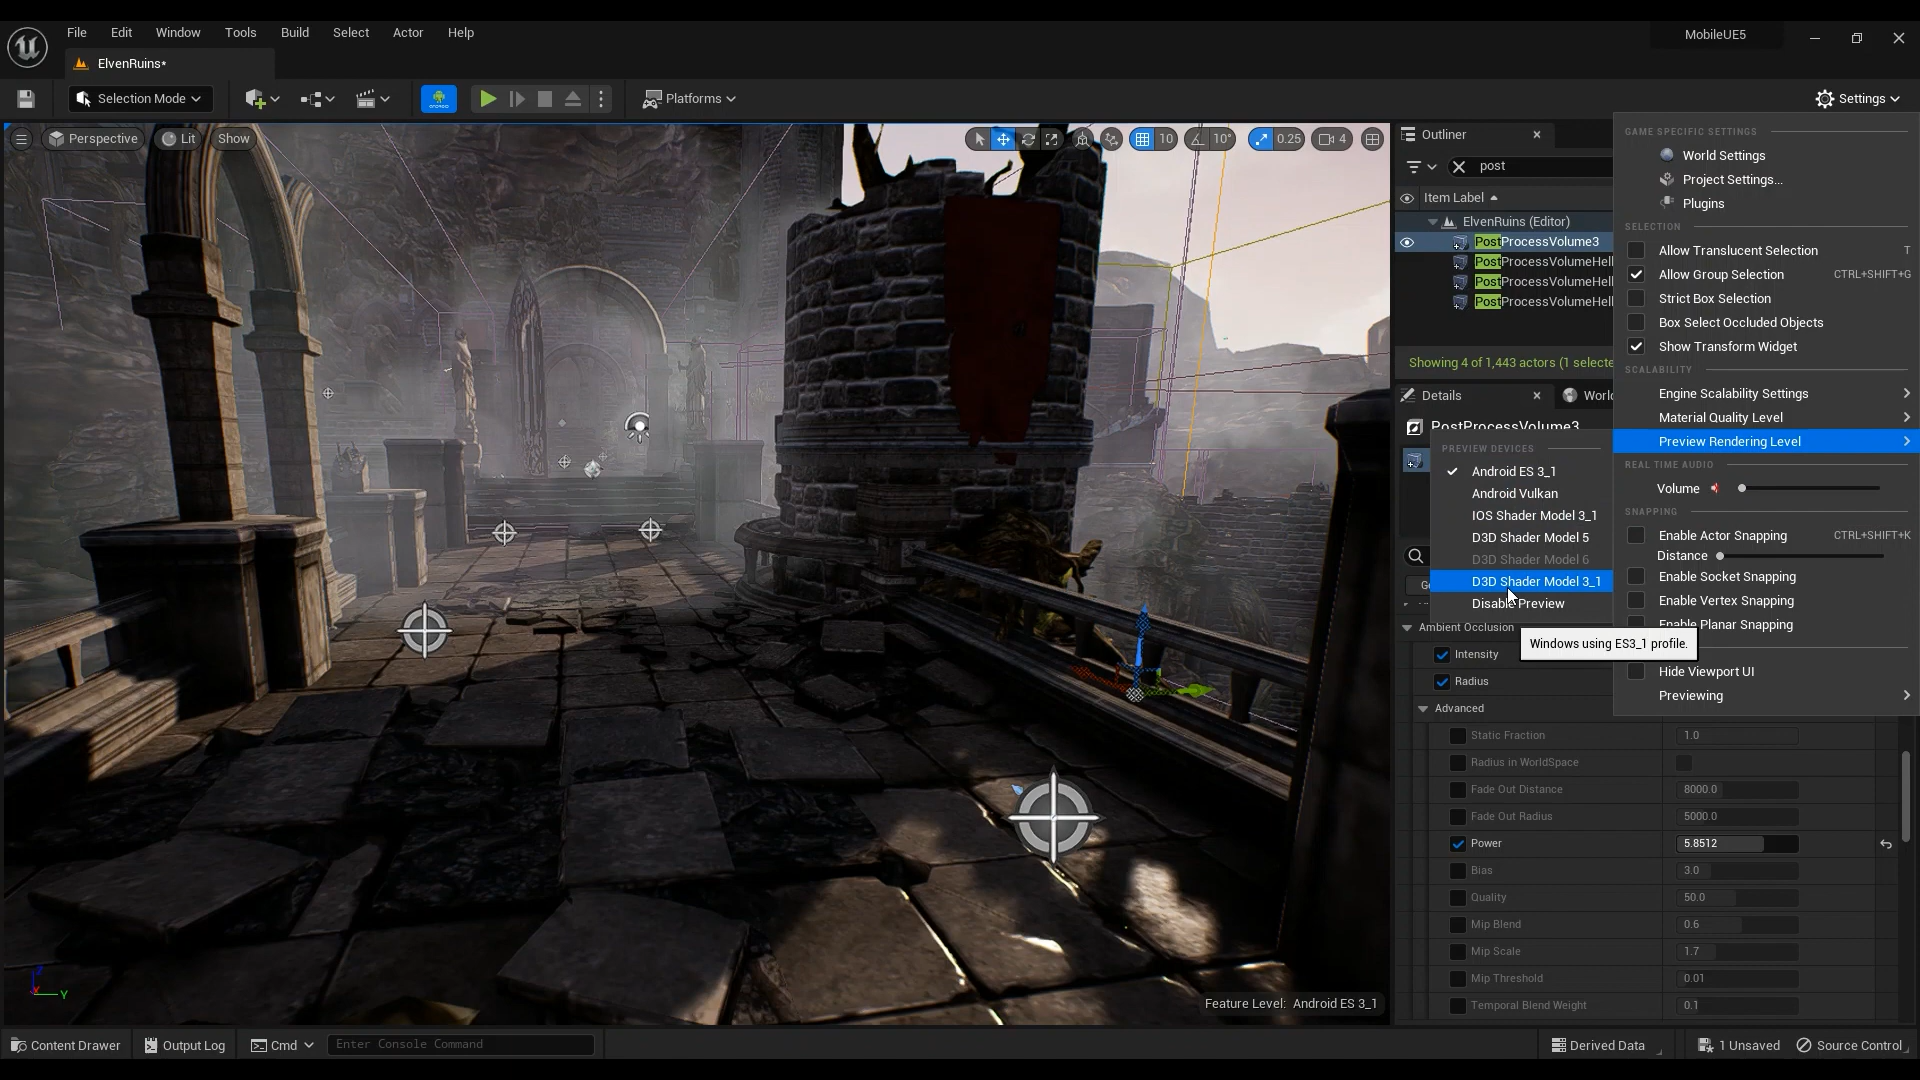 File Edit Window Tools Build Select Actor Help
MobileUE5
ElvenRuins*
Selection Mode
Platforms
Settings
Perspective
Lit
Show
10
10°
0.25
4
Outliner
post
Item Label
ElvenRuins (Editor)
PostProcessVolume3
PostProcessVolumeHell
PostProcessVolumeHell
PostProcessVolumeHell
Showing 4 of 1,443 actors (1 selecte
Details
World
PostProcessVolume3
GAME SPECIFIC SETTINGS
World Settings
Project Settings...
Plugins
SELECTION
Allow Translucent Selection T
Allow Group Selection CTRL+SHIFT+G
Strict Box Selection
Box Select Occluded Objects
Show Transform Widget
SCALABILITY
Engine Scalability Settings
Material Quality Level
Preview Rendering Level
REAL TIME AUDIO
Volume
SNAPPING
Enable Actor Snapping CTRL+SHIFT+K
Distance
Enable Socket Snapping
Enable Vertex Snapping
Enable Planar Snapping
Hide Viewport UI
Previewing
PREVIEW DEVICES
Android ES 3_1
Android Vulkan
IOS Shader Model 3_1
D3D Shader Model 5
D3D Shader Model 6
D3D Shader Model 3_1
Disable Preview
Windows using ES3_1 profile.
Ge
Ambient Occlusion
Intensity
Radius
Advanced
Static Fraction 1.0
Radius in WorldSpace
Fade Out Distance 8000.0
Fade Out Radius 5000.0
Power 5.8512
Bias 3.0
Quality 50.0
Mip Blend 0.6
Mip Scale 1.7
Mip Threshold 0.01
Temporal Blend Weight 0.1
Z
Y
Feature Level: Android ES 3_1
Content Drawer
Output Log
Cmd
Enter Console Command
Derived Data
1 Unsaved
Source Control